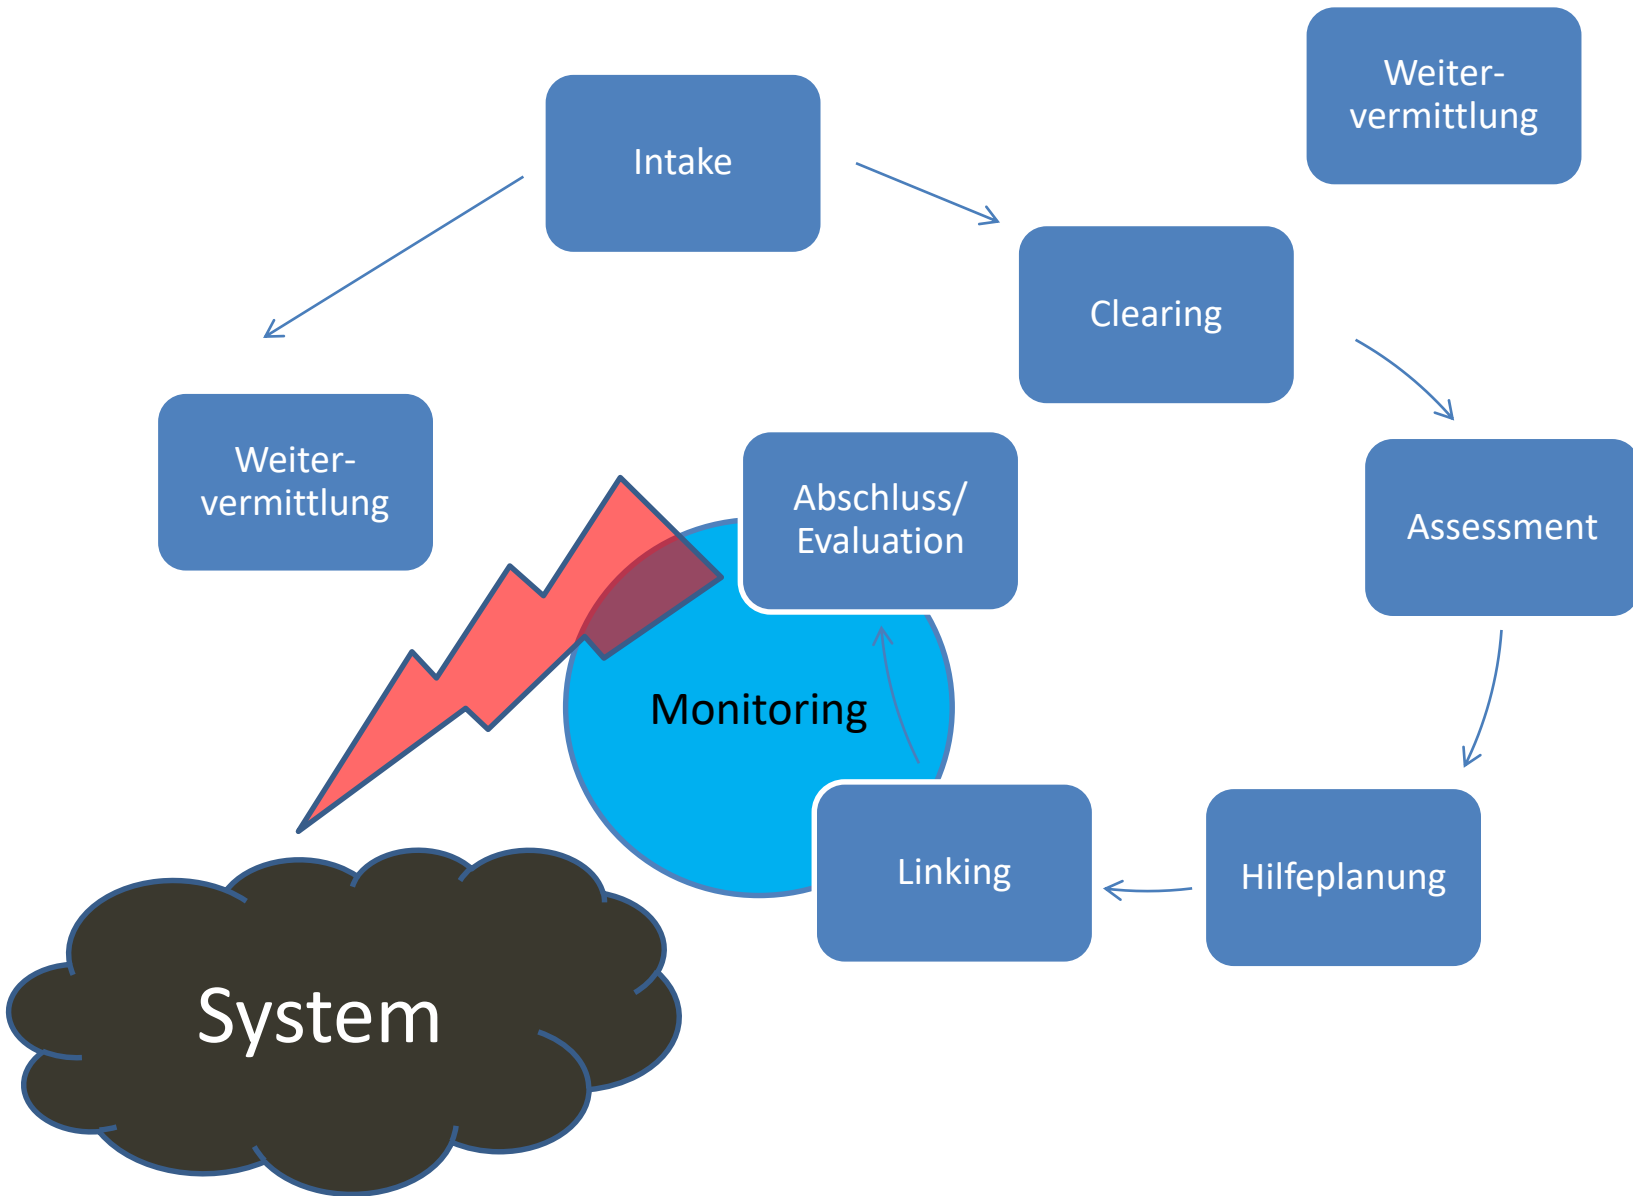 Weiter-
vermittlung
Intake
Clearing
Weiter-
vermittlung
Abschluss/
Evaluation
Assessment
Monitoring
Linking
Hilfeplanung
System